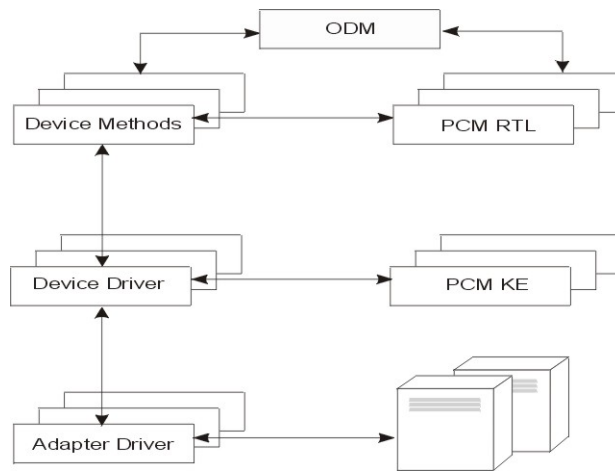 ODM
Device Methods
PCM RTL
Device Driver
PCM KE
Adapter Driver